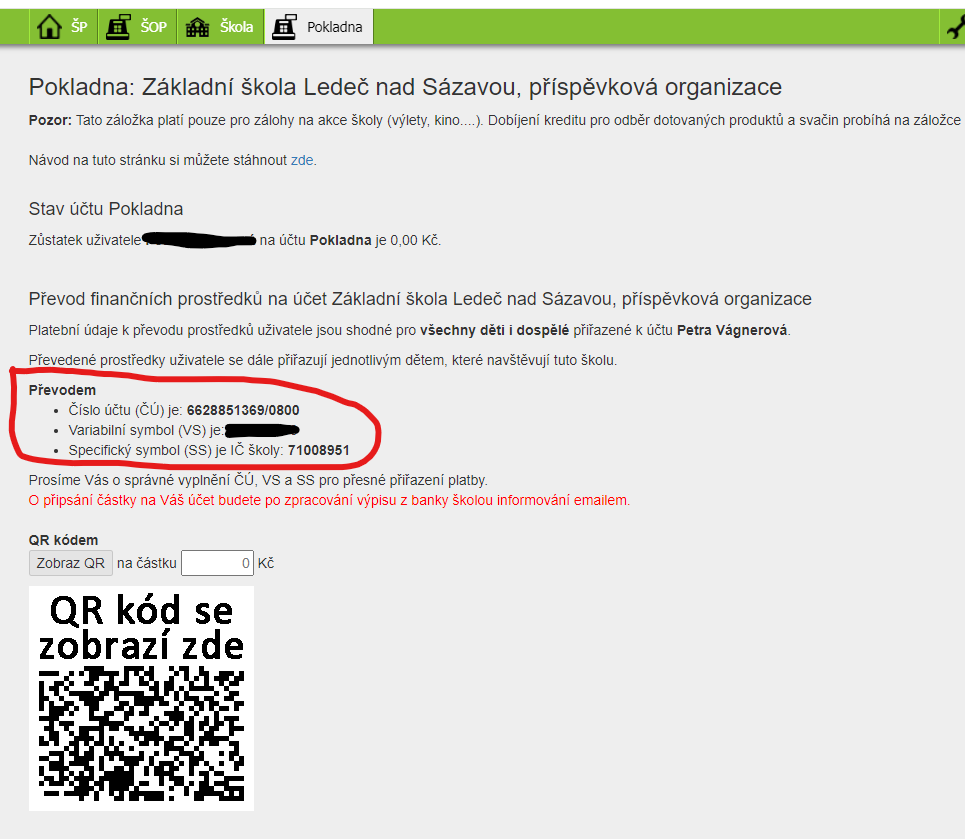 ŠP ŠOP Škola Pokladna
Pokladna: Základní škola Ledeč nad Sázavou, příspěvková organizace
Pozor: Tato záložka platí pouze pro zálohy na akce školy (výlety, kino....). Dobíjení kreditu pro odběr dotovaných produktů a svačin probíhá na záložce
Návod na tuto stránku si můžete stáhnout zde.
Stav účtu Pokladna
Zůstatek uživatele na účtu Pokladna je 0,00 Kč.
Převod finančních prostředků na účet Základní škola Ledeč nad Sázavou, příspěvková organizace
Platební údaje k převodu prostředků uživatele jsou shodné pro všechny děti i dospělé přiřazené k účtu Petra Vágnerová.
Převedené prostředky uživatele se dále přiřazují jednotlivým dětem, které navštěvují tuto školu.
Převodem
• Číslo účtu (ČÚ) je: 6628851369/0800
• Variabilní symbol (VS) je:
• Specifický symbol (SS) je IČ školy: 71008951
Prosíme Vás o správné vyplnění ČÚ, VS a SS pro přesné přiřazení platby.
O připsání částky na Váš účet budete po zpracování výpisu z banky školou informování emailem.
QR kódem
Zobraz QR na částku 0 Kč
QR kód se
zobrazí zde